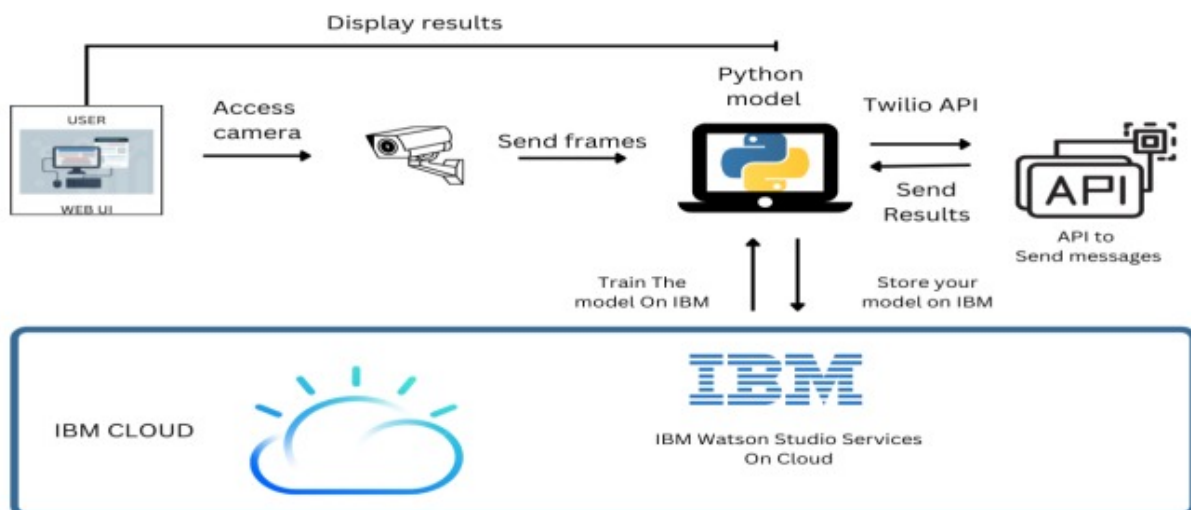 Display results
USER
WEB UI
Access
camera
Send frames
Python
model
Twilio API
Send
Results
API
API to
Send messages
Train The
model On IBM
Store your
model on IBM
IBM CLOUD
IBM
IBM Watson Studio Services
On Cloud